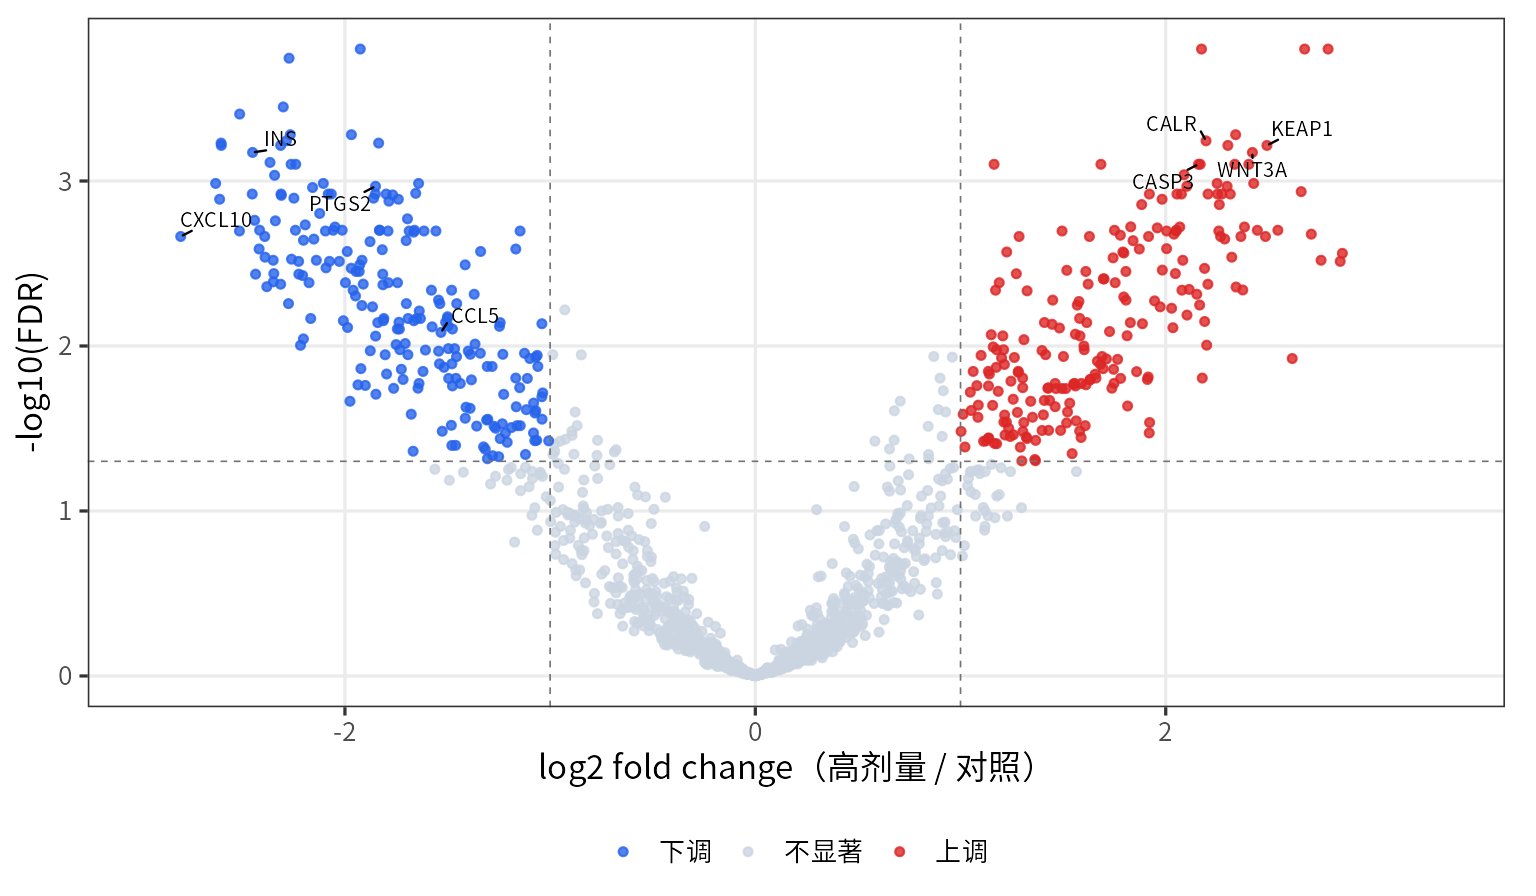 -log10(FDR)
3
2
1
0
CALR
KEAP1
INS
WNT3A
CASP3
PTGS2
CXCL10
CCL5
-2
0
2
log2 fold change（高剂量 / 对照）
下调
不显著
上调